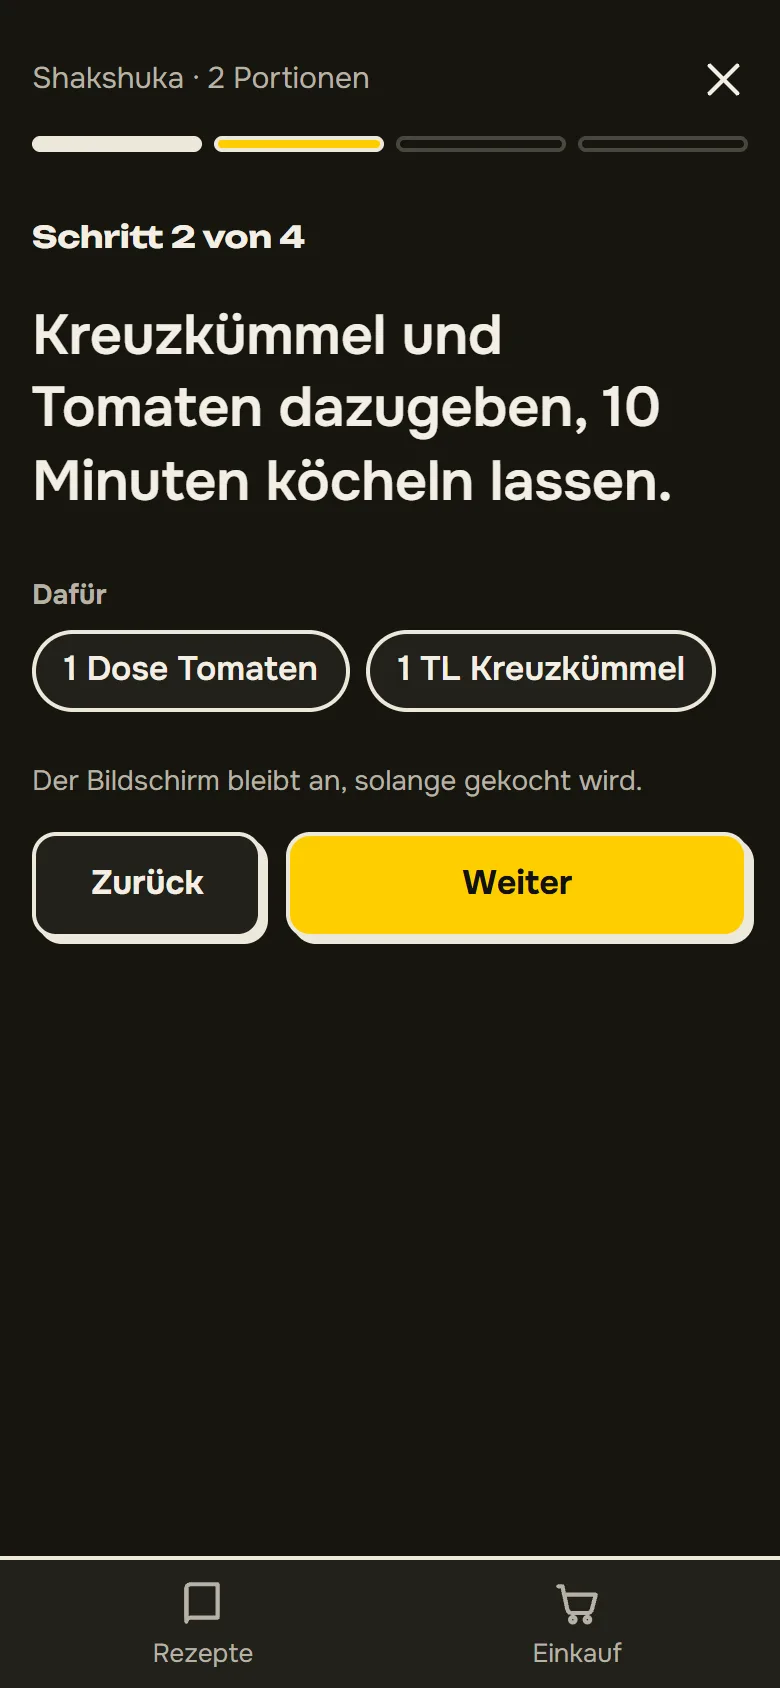 Shakshuka · 2 Portionen
Schritt 2 von 4
Kreuzkümmel und
Tomaten dazugeben, 10
Minuten köcheln lassen.
Dafür
1 Dose Tomaten
1 TL Kreuzkümmel
Der Bildschirm bleibt an, solange gekocht wird.
Zurück
Weiter
Rezepte
Einkauf